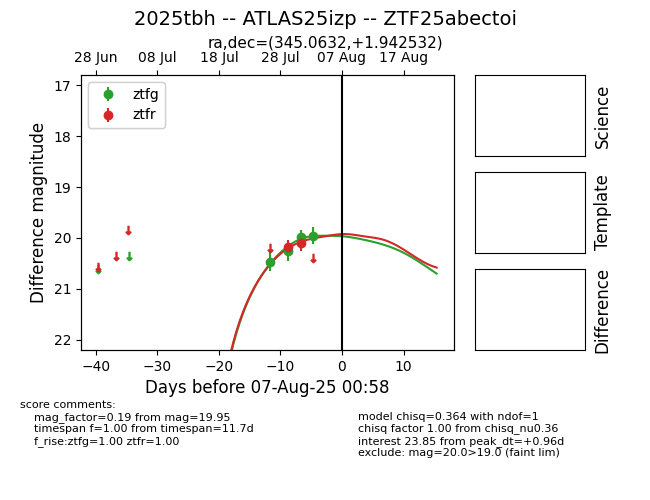 2025tbh -- ATLAS25izp -- ZTF25abectoi
ra,dec=(345.0632,+1.942532)
28 Jun 08 Jul 18 Jul 28 Jul 07 Aug 17 Aug
ztfg
ztfr
17
18
19
20
21
22
Difference magnitude
−40 −30 −20 −10 0 10
Days before 07-Aug-25 00:58
Science
Template
Difference
score comments:
mag_factor=0.19 from mag=19.95
timespan f=1.00 from timespan=11.7d
f_rise:ztfg=1.00 ztfr=1.00
model chisq=0.364 with ndof=1
chisq factor 1.00 from chisq_nu0.36
interest 23.85 from peak_dt=+0.96d
exclude: mag=20.0>19.0 (faint lim)